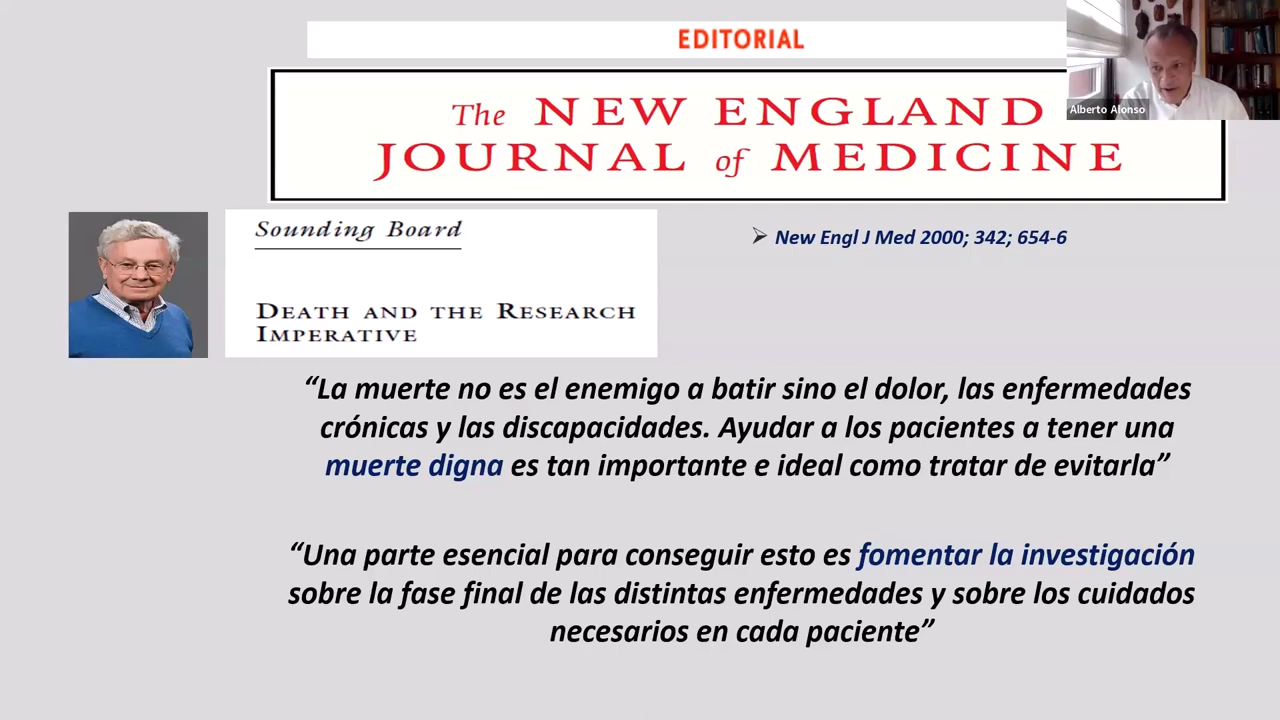 EDITORIAL
The NEW ENGLAND
JOURNAL of MEDICINE
Alberto Alonso
Sounding Board
DEATH AND THE RESEARCH
IMPERATIVE
New Engl J Med 2000; 342; 654-6
“La muerte no es el enemigo a batir sino el dolor, las enfermedades
crónicas y las discapacidades. Ayudar a los pacientes a tener una
muerte digna es tan importante e ideal como tratar de evitarla”
“Una parte esencial para conseguir esto es fomentar la investigación
sobre la fase final de las distintas enfermedades y sobre los cuidados
necesarios en cada paciente”